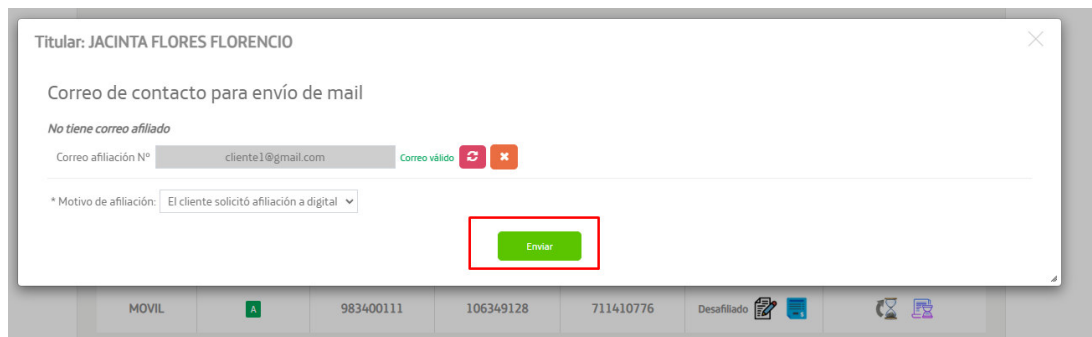 Titular: JACINTA FLORES FLORENCIO
Correo de contacto para envío de mail
No tiene correo afiliado
Correo afiliación Nº cliente1@gmail.com Correo válido
* Motivo de afiliación: El cliente solicitó afiliación a digital
Enviar
MOVIL A 983400111 106349128 711410776 Desafiliado